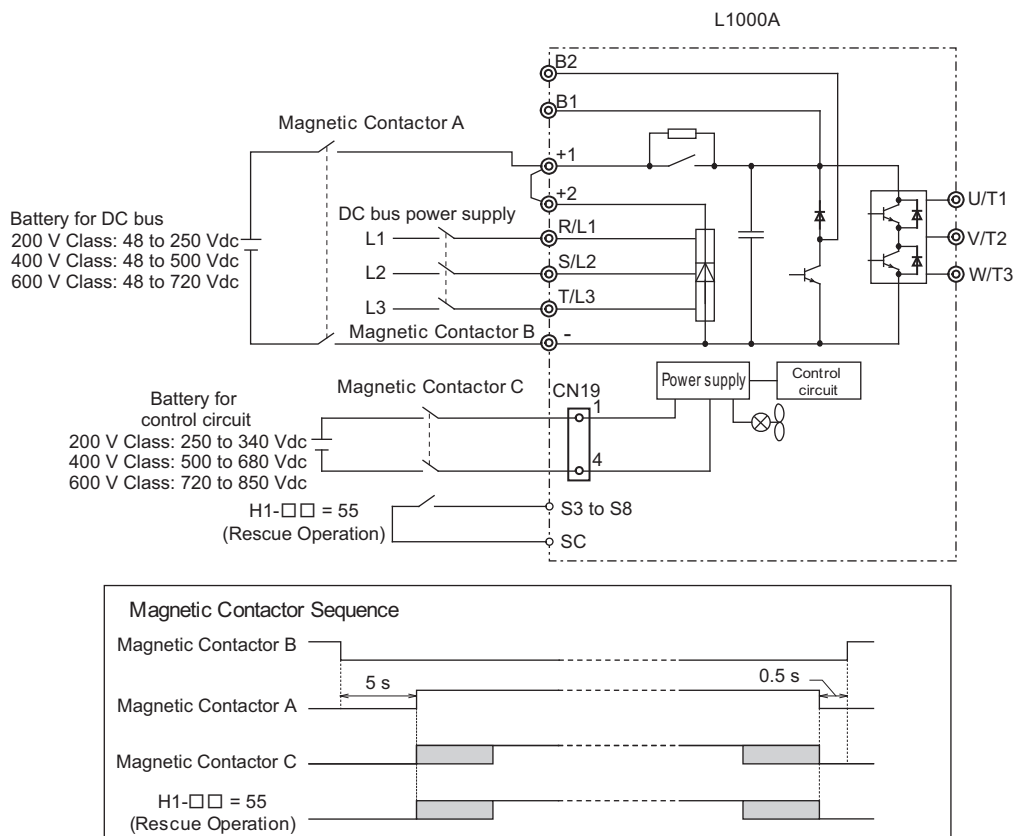 L1000A
B2
B1
Magnetic Contactor A
+1
+2
Battery for DC bus
200 V Class: 48 to 250 Vdc
400 V Class: 48 to 500 Vdc
600 V Class: 48 to 720 Vdc
DC bus power supply
L1
R/L1
L2
S/L2
L3
T/L3
Magnetic Contactor B
-
U/T1
V/T2
W/T3
Battery for
control circuit
200 V Class: 250 to 340 Vdc
400 V Class: 500 to 680 Vdc
600 V Class: 720 to 850 Vdc
Magnetic Contactor C
CN19
1
4
Power supply
Control
circuit
H1-□□ = 55
(Rescue Operation)
S3 to S8
SC
Magnetic Contactor Sequence
Magnetic Contactor B
5 s
0.5 s
Magnetic Contactor A
Magnetic Contactor C
H1-□□ = 55
(Rescue Operation)